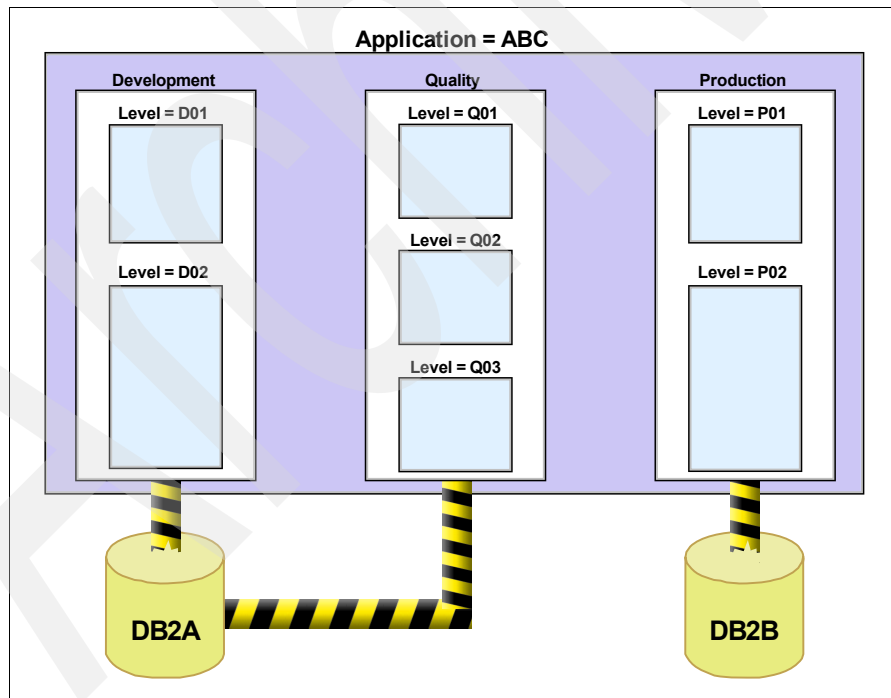 Application = ABC
Development
Quality
Production
Level = D01
Level = Q01
Level = P01
Level = Q02
Level = D02
Level = P02
Level = Q03
DB2A
DB2B